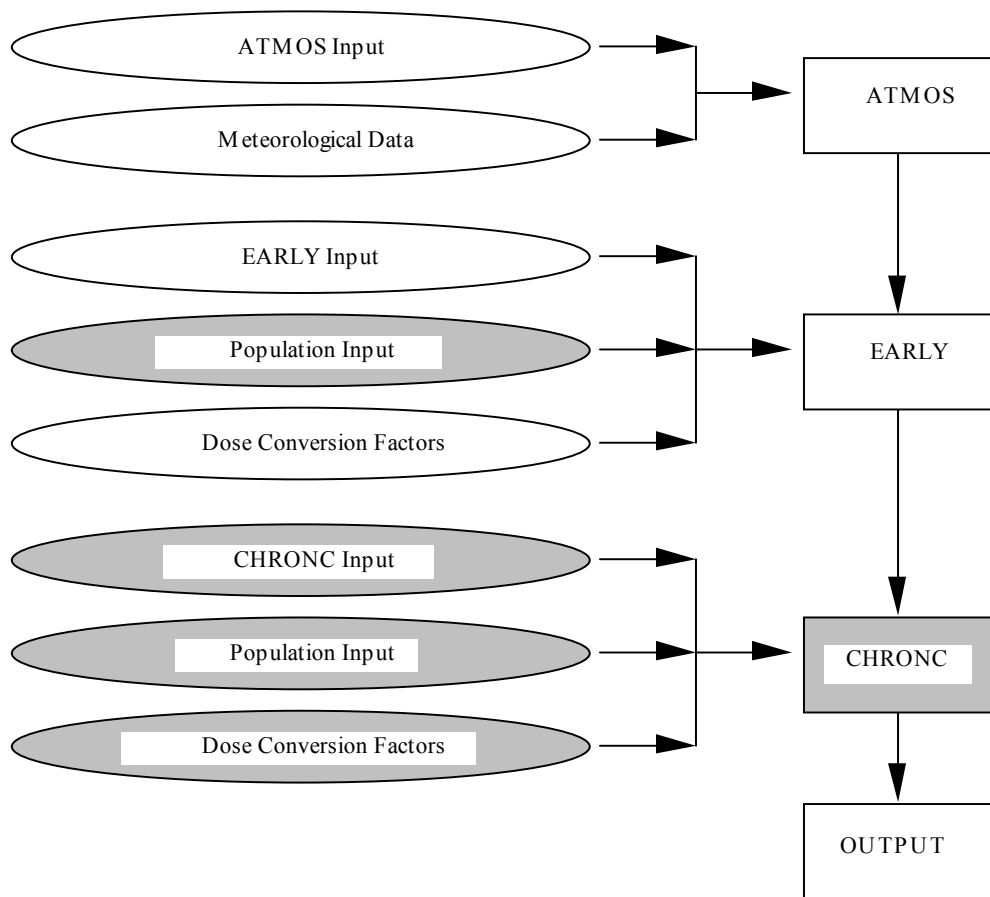 ATMOS Input
Meteorological Data
ATMOS
EARLY Input
Population Input
Dose Conversion Factors
EARLY
CHRONC Input
Population Input
Dose Conversion Factors
CHRONC
OUTPUT